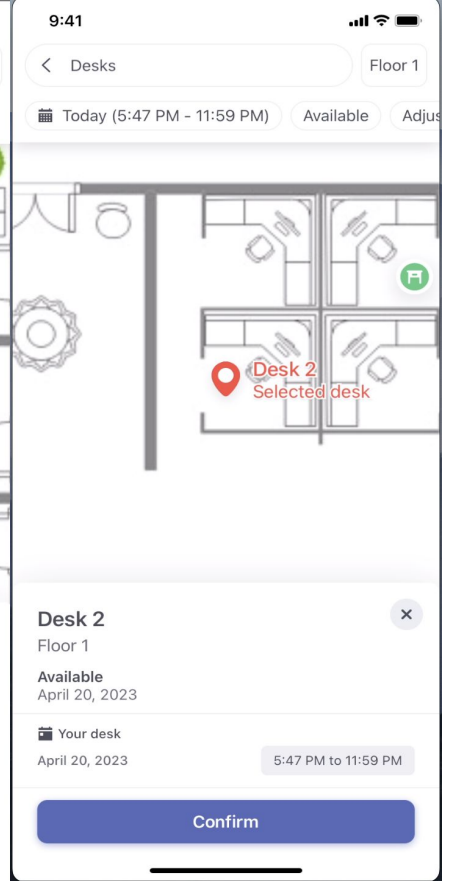 9:41
Desks
Floor 1
Today (5:47 PM - 11:59 PM)
Available
Adjus
Desk 2
Selected desk
Desk 2
Floor 1
Available
April 20, 2023
Your desk
April 20, 2023
5:47 PM to 11:59 PM
Confirm